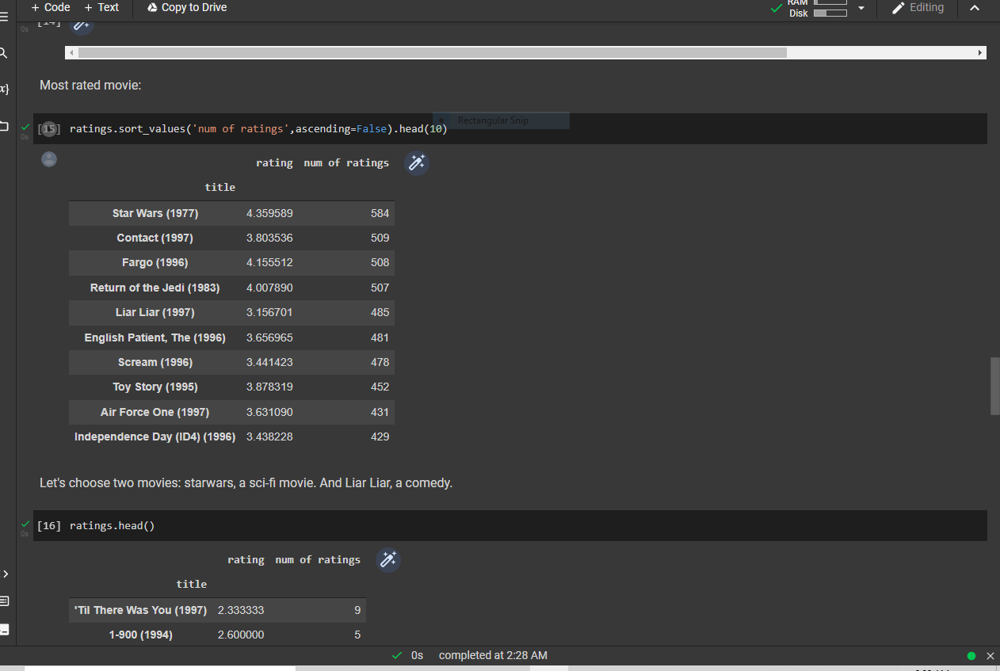 + Code + Text Copy to Drive
RAM
Disk
Editing
0s
[14]
Most rated movie:
[15] ratings.sort_values('num of ratings',ascending=False).head(10)
Rectangular Snip
0s
rating num of ratings
title
Star Wars (1977) 4.359589 584
Contact (1997) 3.803536 509
Fargo (1996) 4.155512 508
Return of the Jedi (1983) 4.007890 507
Liar Liar (1997) 3.156701 485
English Patient, The (1996) 3.656965 481
Scream (1996) 3.441423 478
Toy Story (1995) 3.878319 452
Air Force One (1997) 3.631090 431
Independence Day (ID4) (1996) 3.438228 429
Let's choose two movies: starwars, a sci-fi movie. And Liar Liar, a comedy.
[16] ratings.head()
0s
rating num of ratings
title
'Til There Was You (1997) 2.333333 9
1-900 (1994) 2.600000 5
0s completed at 2:28 AM